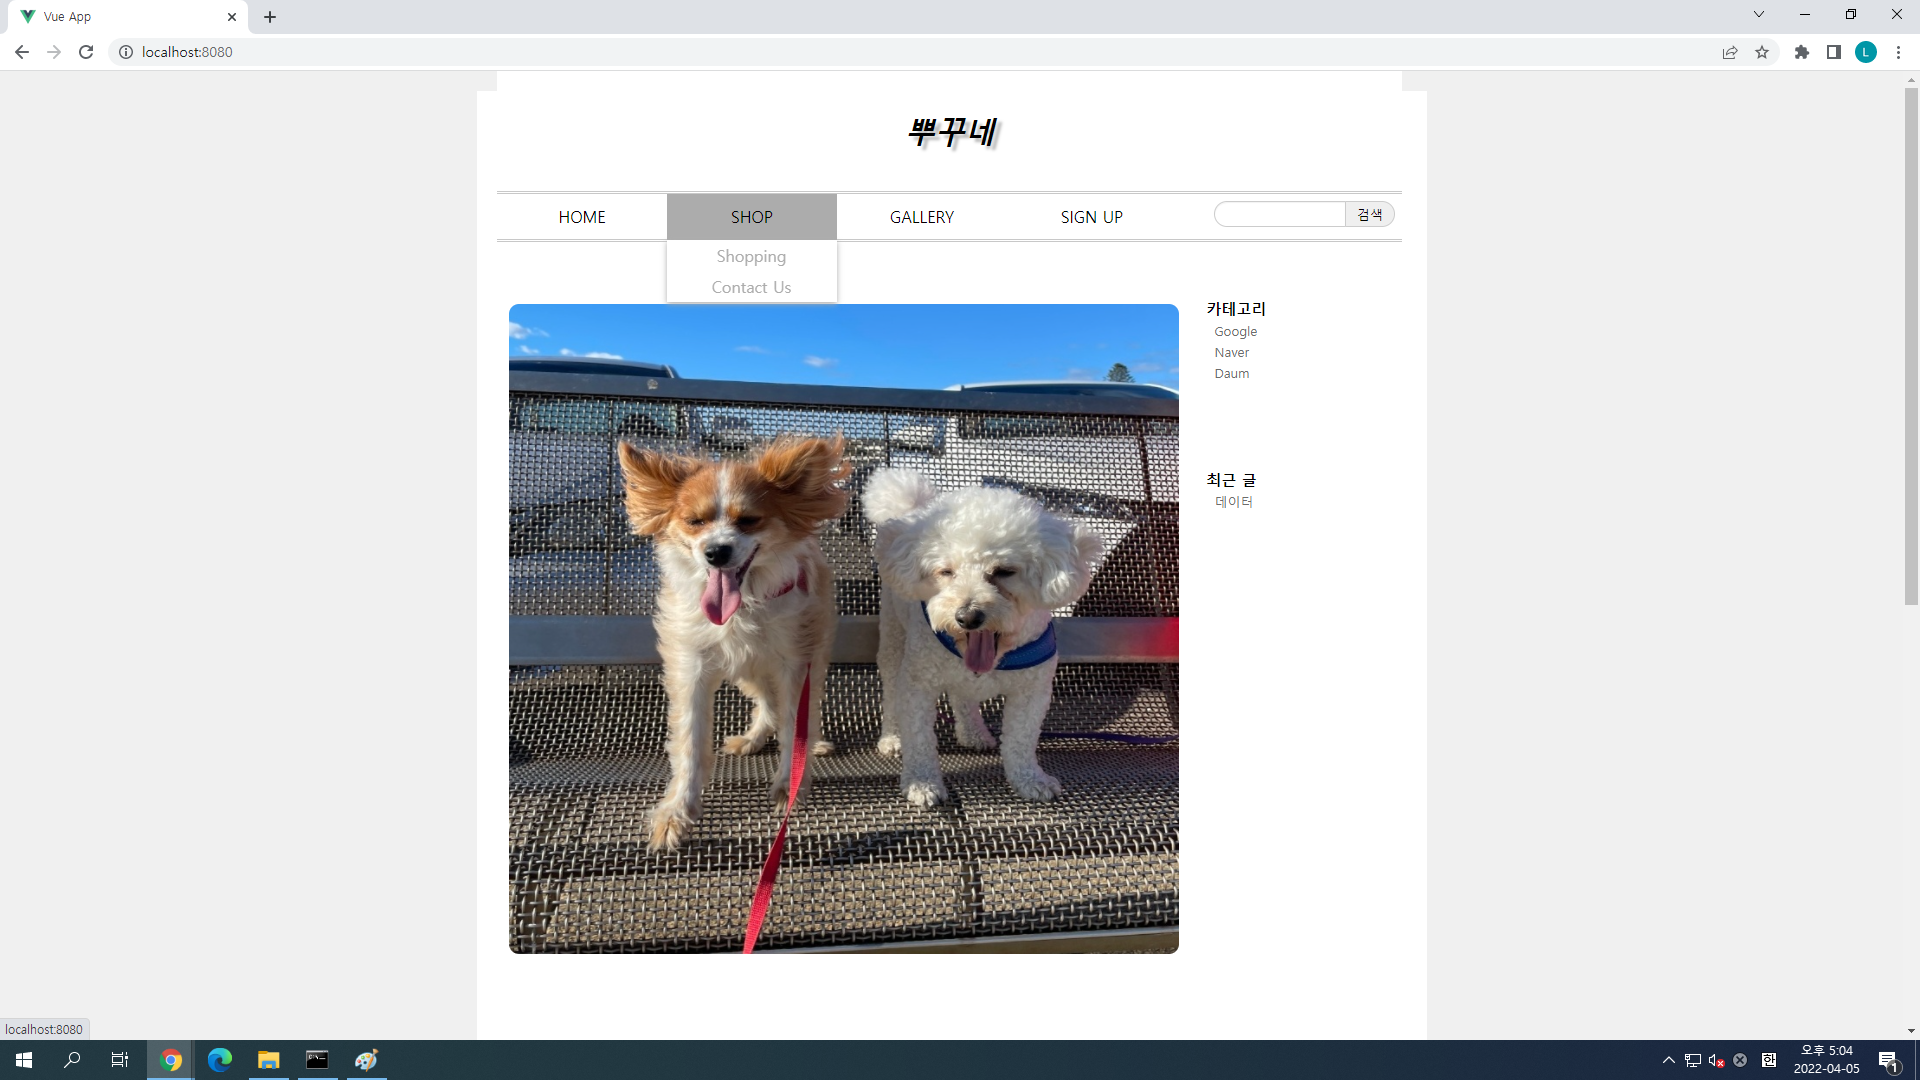 Vue App
localhost:8080
L
뿌꾸네
HOME SHOP GALLERY SIGN UP 검색
Shopping
Contact Us
카테고리
Google
Naver
Daum
최근 글
데이터
localhost:8080
한
오후 5:04
2022-04-05
1